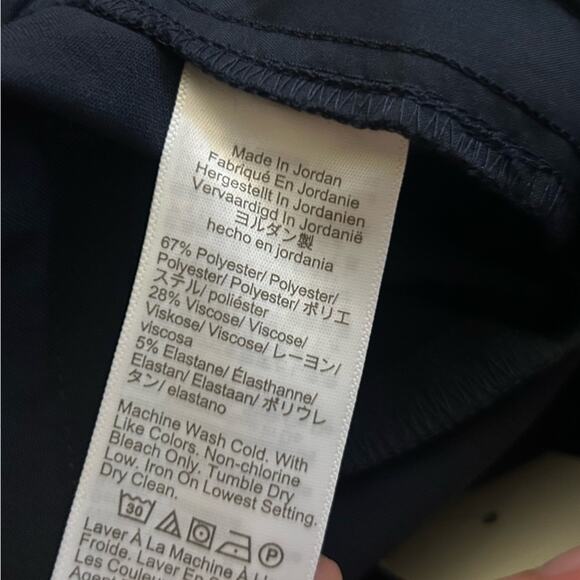 Made In Jordan
Fabriqué En Jordanie
Hergestellt In Jordanien
Vervaardigd In Jordanië
ヨルダン製
hecho en jordania
67% Polyester/ Polyester/
Polyester/ Polyester/ ポリエ
ステル/ poliéster
28% Viscose/ Viscose/
Viskose/ Viscose/ レーヨン/
viscosa
5% Elastane/ Élasthanne/
Elastan/ Elastaan/ ポリウレ
タン/ elastano
Machine Wash Cold. With
Like Colors. Non-chlorine
Bleach Only. Tumble Dry
Low. Iron On Lowest Setting.
Dry Clean.
30 P
Laver À La Machine À
Froide. Laver En
Les Couleu